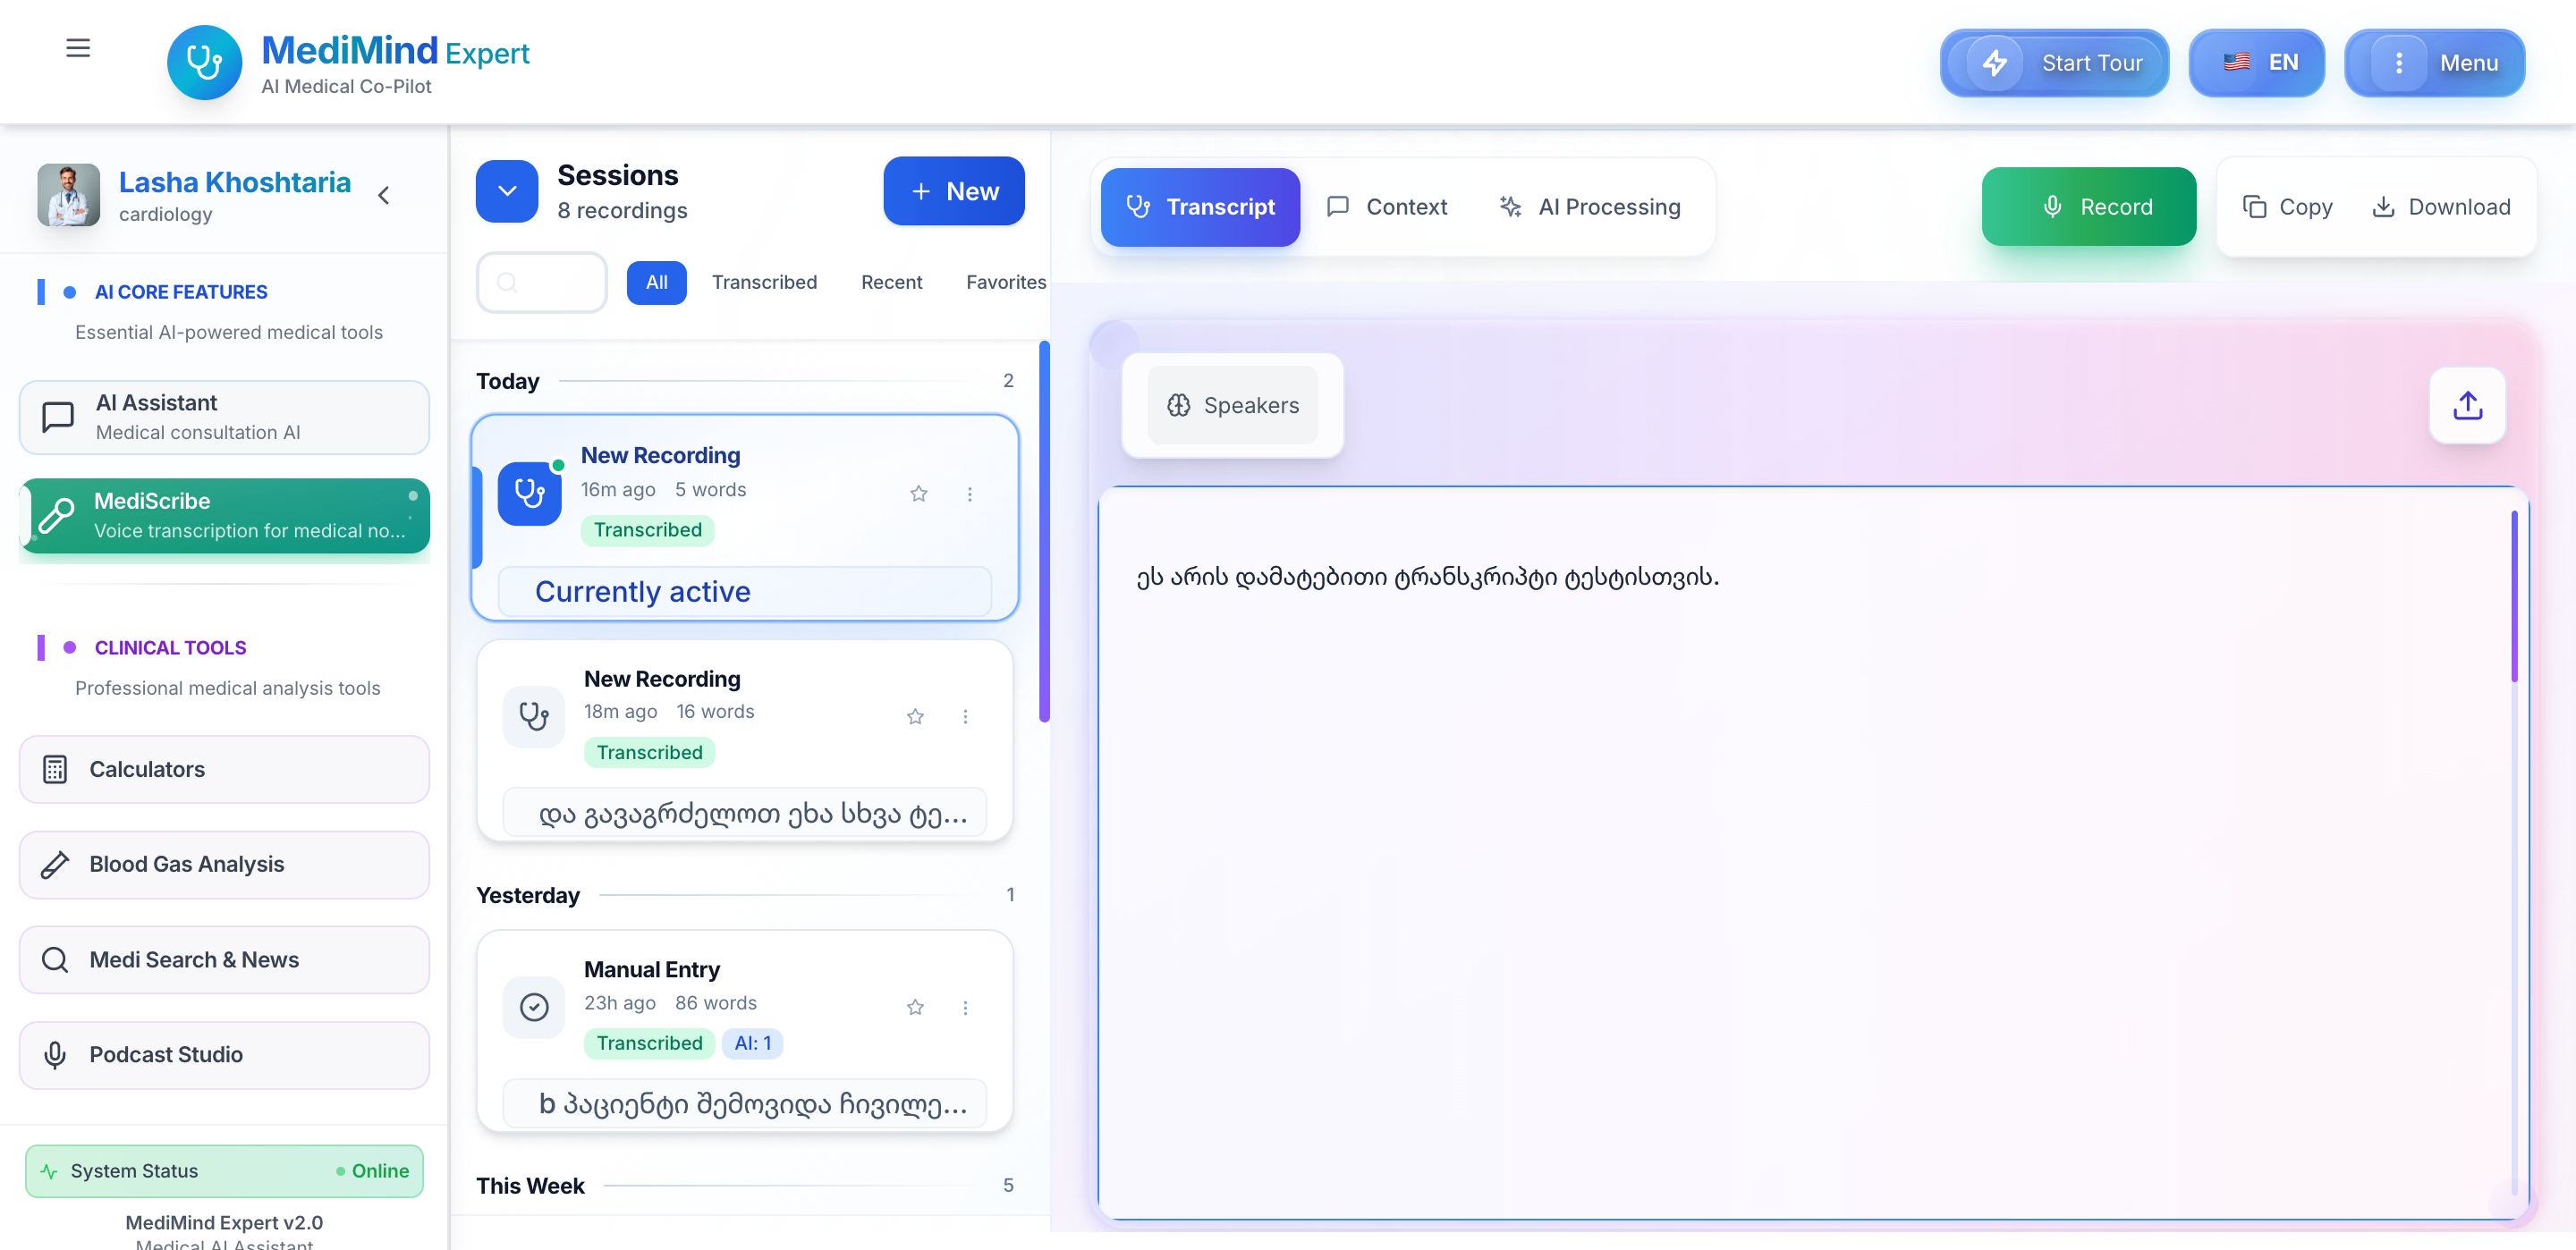 MediMind Expert
AI Medical Co-Pilot
Start Tour
EN
Menu
Lasha Khoshtaria
cardiology
AI CORE FEATURES
Essential AI-powered medical tools
AI Assistant
Medical consultation AI
MediScribe
Voice transcription for medical no...
CLINICAL TOOLS
Professional medical analysis tools
Calculators
Blood Gas Analysis
Medi Search & News
Podcast Studio
System Status
Online
MediMind Expert v2.0
Medical AI Assistant
Sessions
8 recordings
New
All
Transcribed
Recent
Favorites
Today
2
New Recording
16m ago 5 words
Transcribed
Currently active
New Recording
18m ago 16 words
Transcribed
და გავაგრძელოთ ეხა სხვა ტე...
Yesterday
1
Manual Entry
23h ago 86 words
Transcribed AI: 1
b პაციენტი შემოვიდა ჩივილე...
This Week
5
Transcript
Context
AI Processing
Record
Copy
Download
Speakers
ეს არის დამატებითი ტრანსკრიპტი ტესტისთვის.